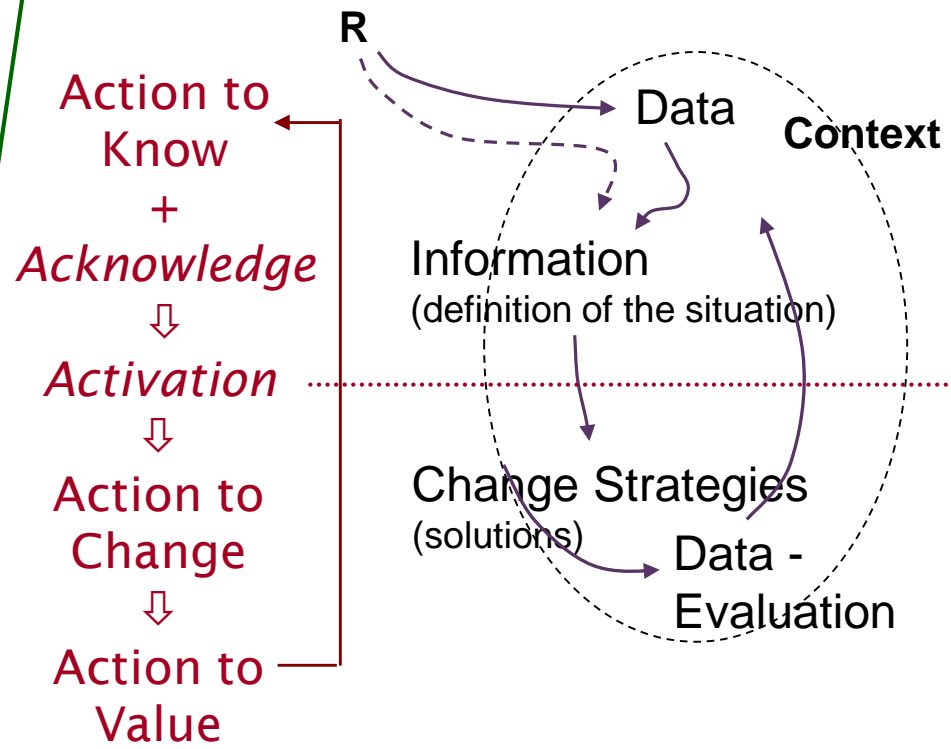 R
Action to
Know
+
Acknowledge
⇩
Activation
⇩
Action to
Change
⇩
Action to
Value
Data
Context
Information
(definition of the situation)
Change Strategies
(solutions)
Data -
Evaluation